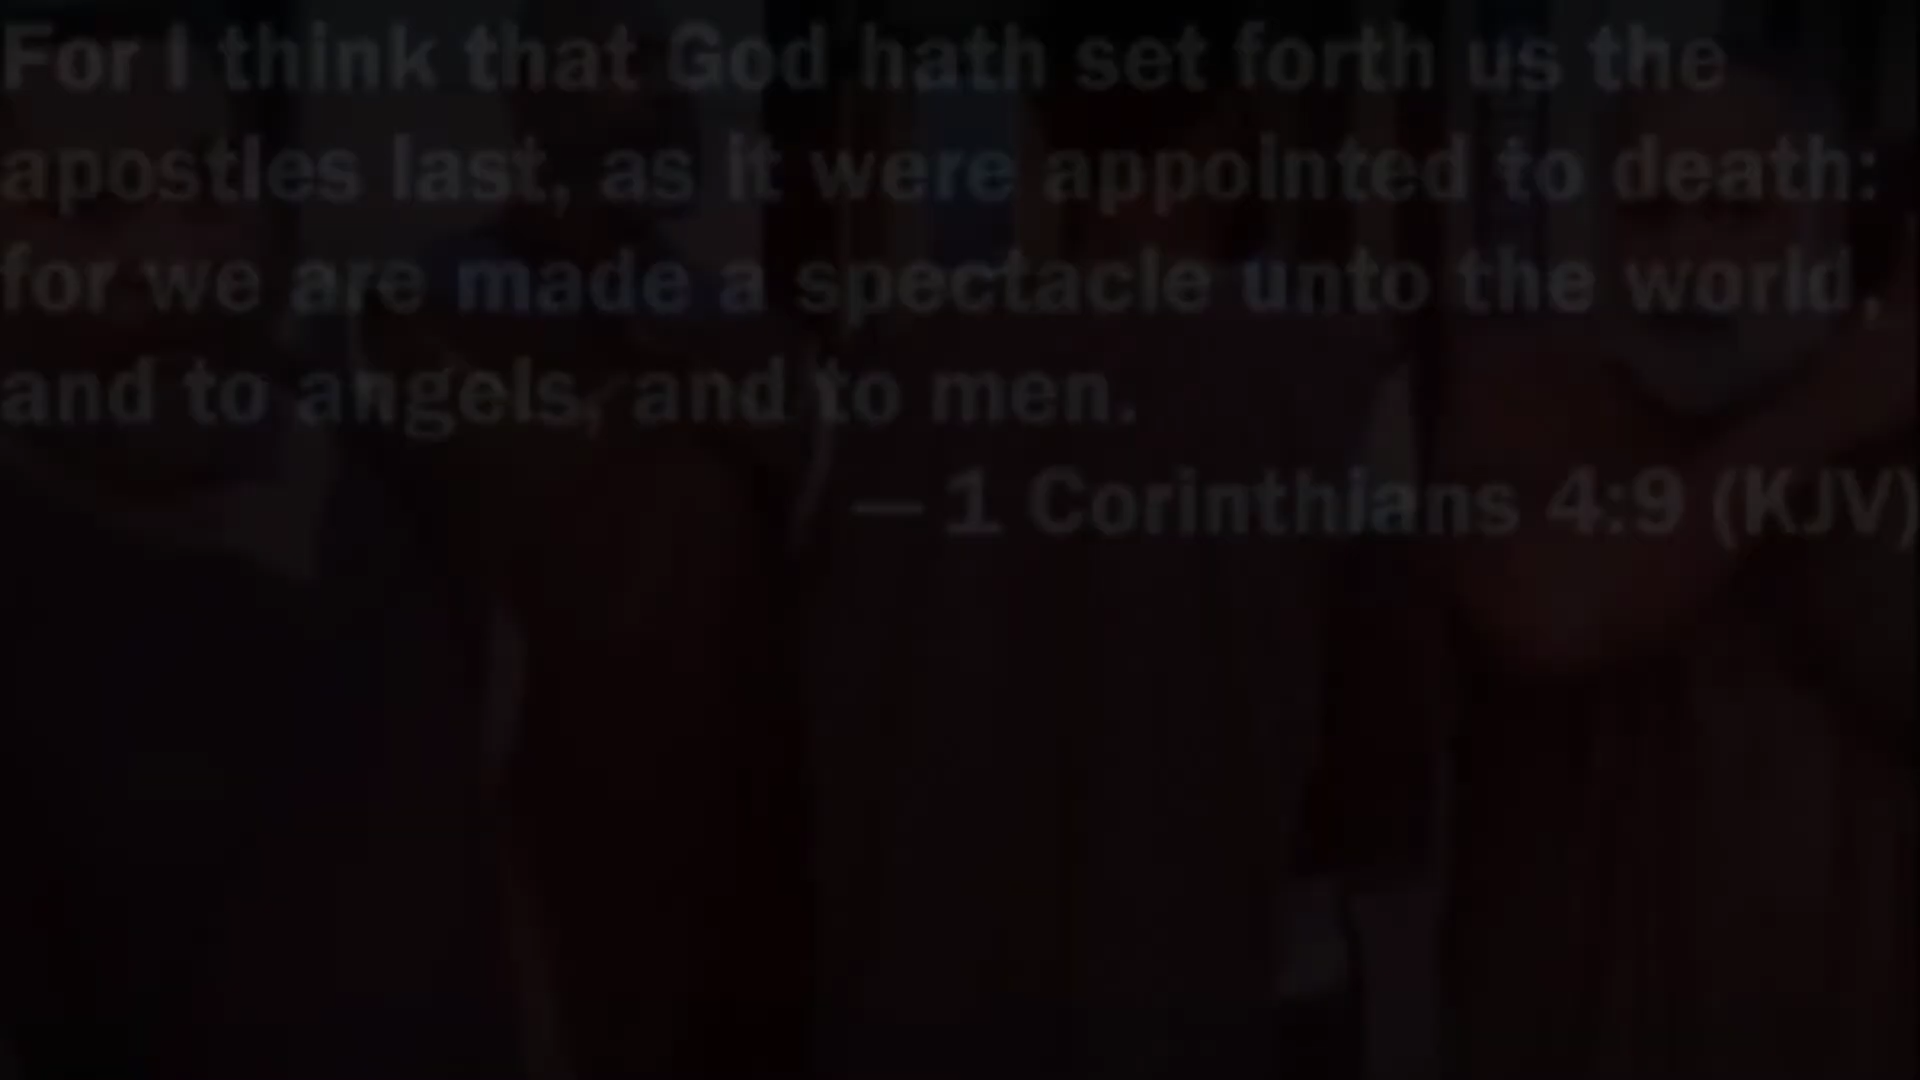 For I think that God hath set forth us the
apostles last, as it were appointed to death:
for we are made a spectacle unto the world,
and to angels, and to men.
— 1 Corinthians 4:9 (KJV)